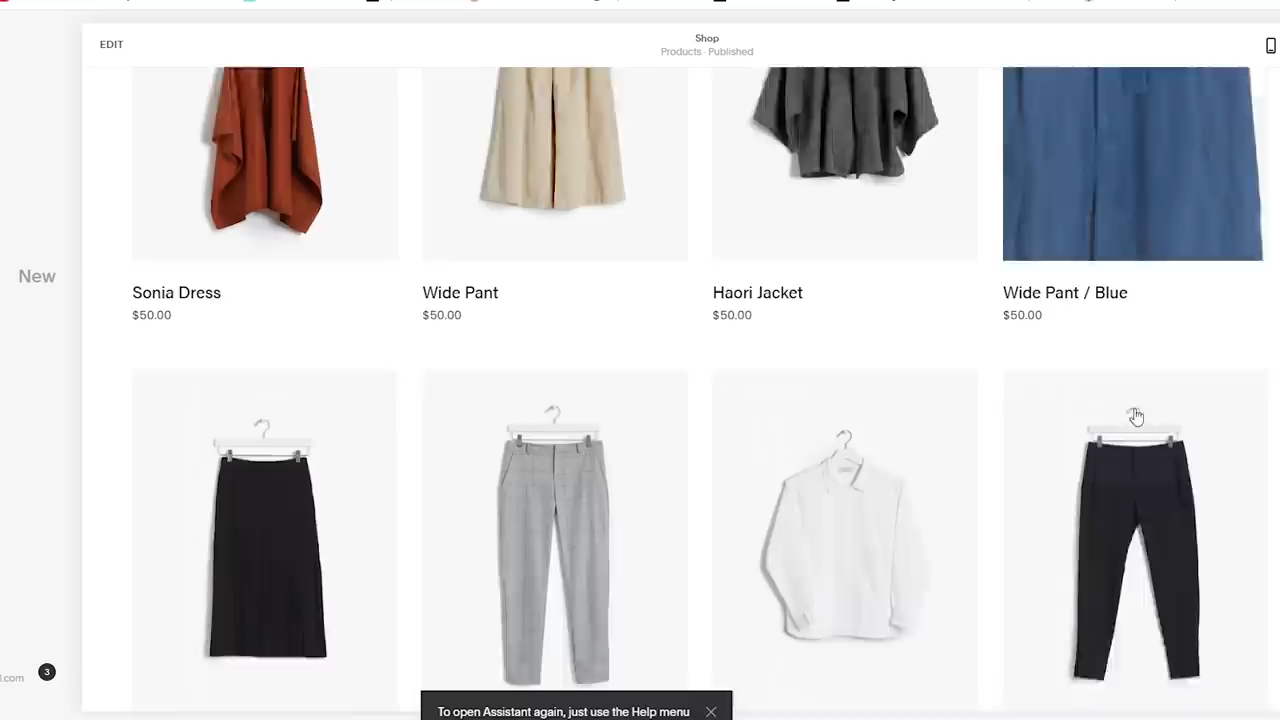 EDIT
Shop
Products · Published
New
Sonia Dress
$50.00
Wide Pant
$50.00
Haori Jacket
$50.00
Wide Pant / Blue
$50.00
.com
3
To open Assistant again, just use the Help menu